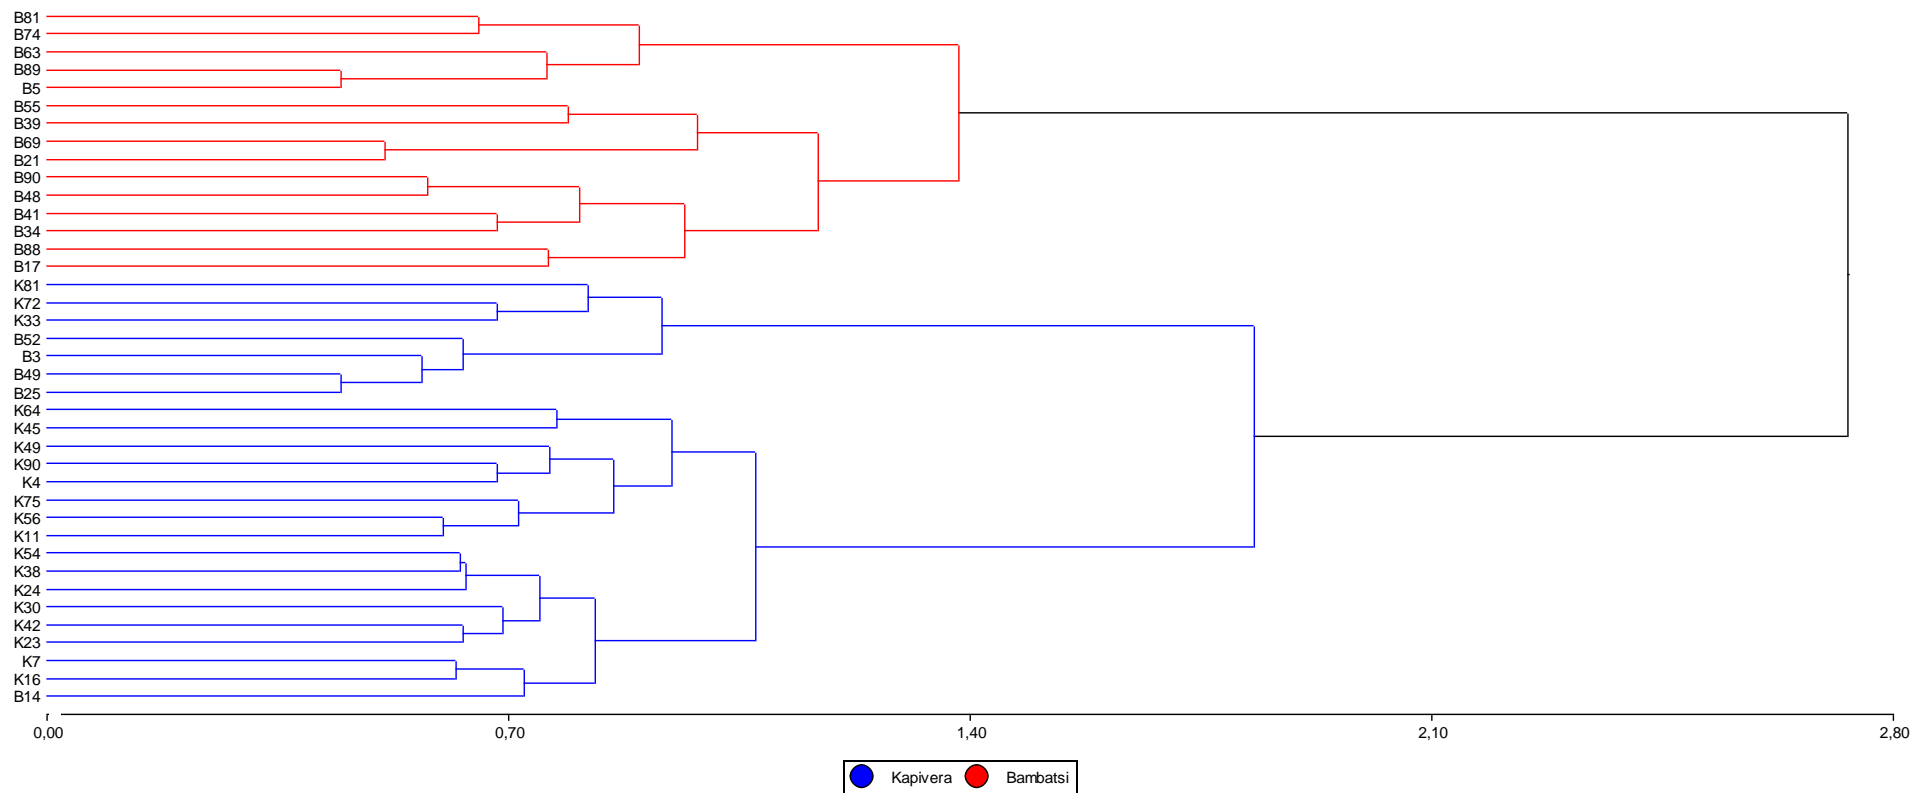 B81
B74
B63
B89
B5
B55
B39
B69
B21
B90
B48
B41
B34
B88
B17
K81
K72
K33
B52
B3
B49
B25
K64
K45
K49
K90
K4
K75
K56
K11
K54
K38
K24
K30
K42
K23
K7
K16
B14
0,00 0,70 1,40 2,10 2,80
Kapivera Bambatsi